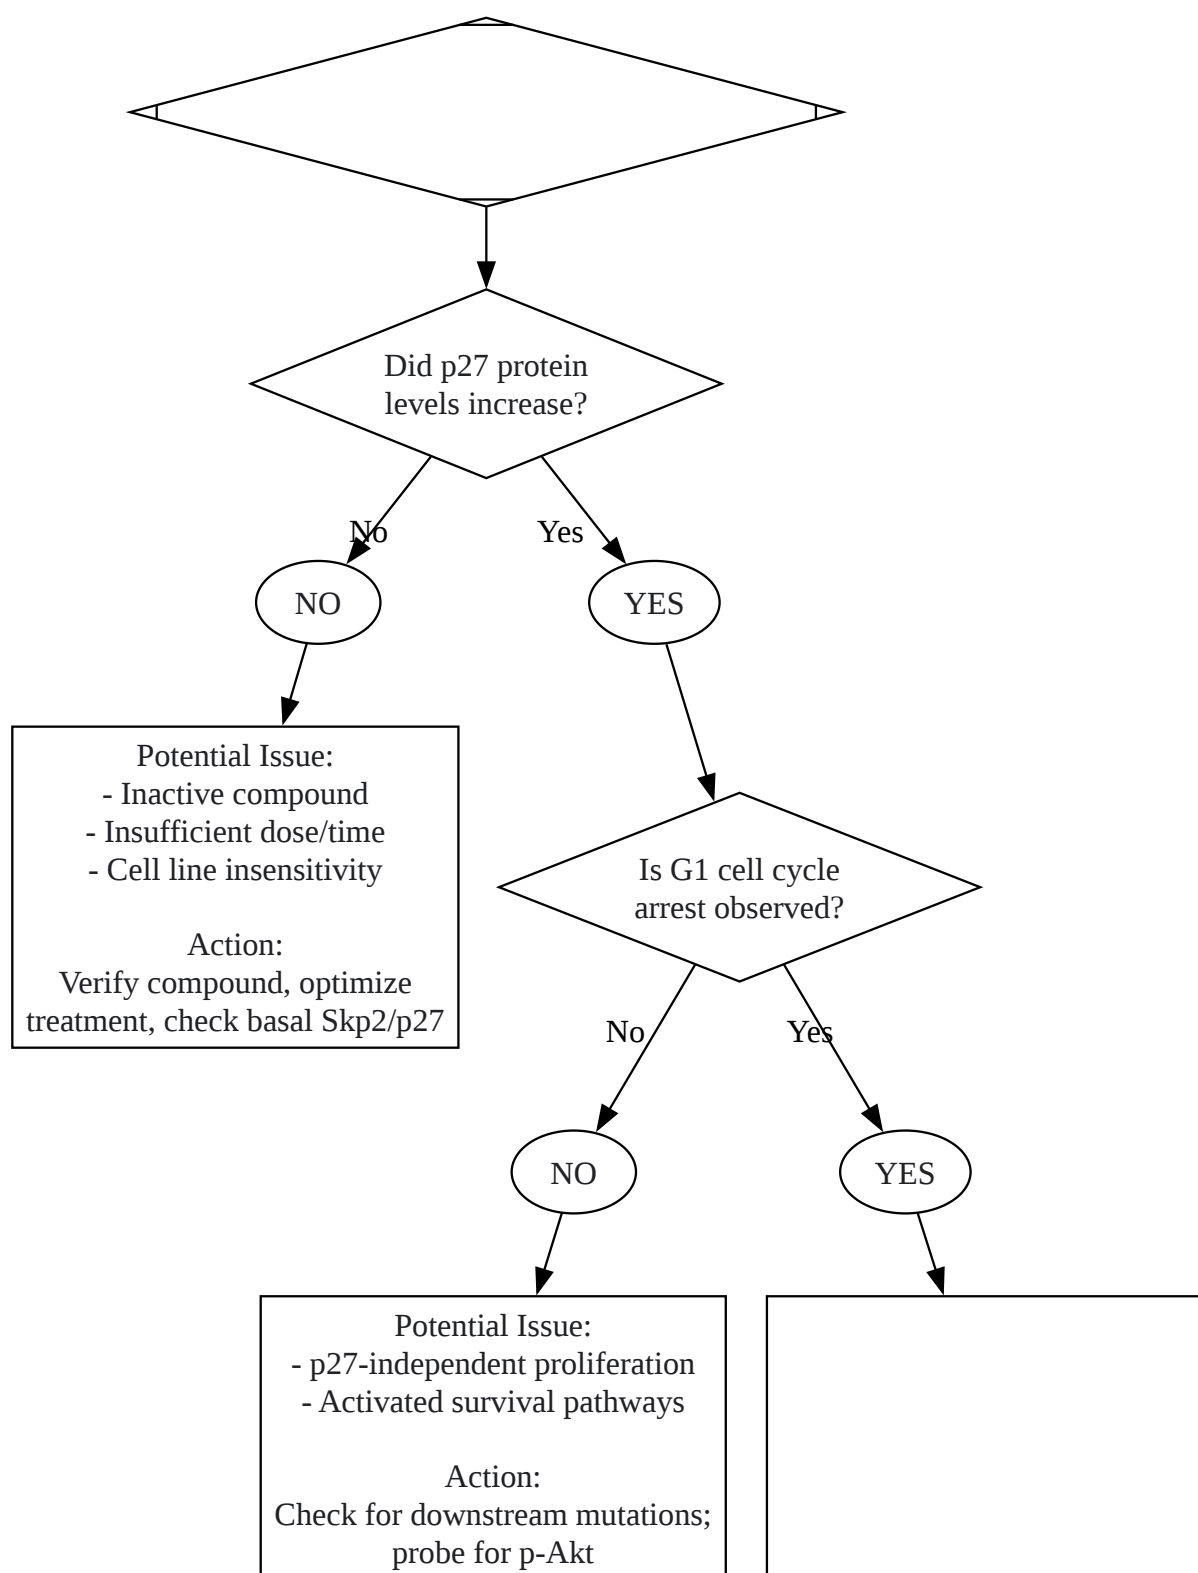 Did p27 protein
levels increase?
No
Yes
NO
YES
Potential Issue:
- Inactive compound
- Insufficient dose/time
- Cell line insensitivity
Action:
Verify compound, optimize
treatment, check basal Skp2/p27
Is G1 cell cycle
arrest observed?
No
Yes
NO
YES
Potential Issue:
- p27-independent proliferation
- Activated survival pathways
Action:
Check for downstream mutations;
probe for p-Akt